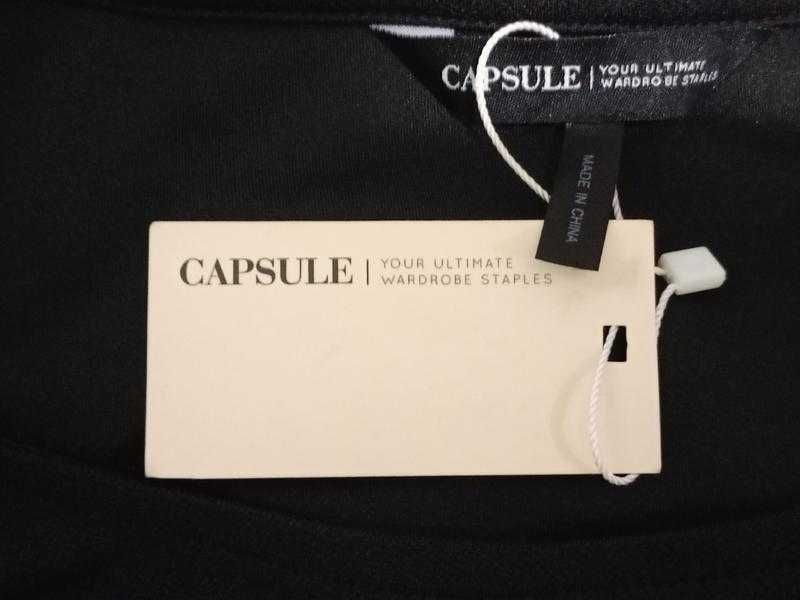 CAPSULE | YOUR ULTIMATE
WARDROBE STAPLES
MADE IN CHINA
CAPSULE | YOUR ULTIMATE
WARDROBE STAPLES